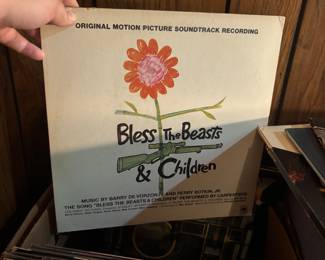 ORIGINAL MOTION PICTURE SOUNDTRACK RECORDING
Bless The Beasts
& Children
MUSIC BY BARRY DE VORZON AND PERRY BOTKIN, JR.
THE SONG "BLESS THE BEASTS & CHILDREN" PERFORMED BY CARPENTERS